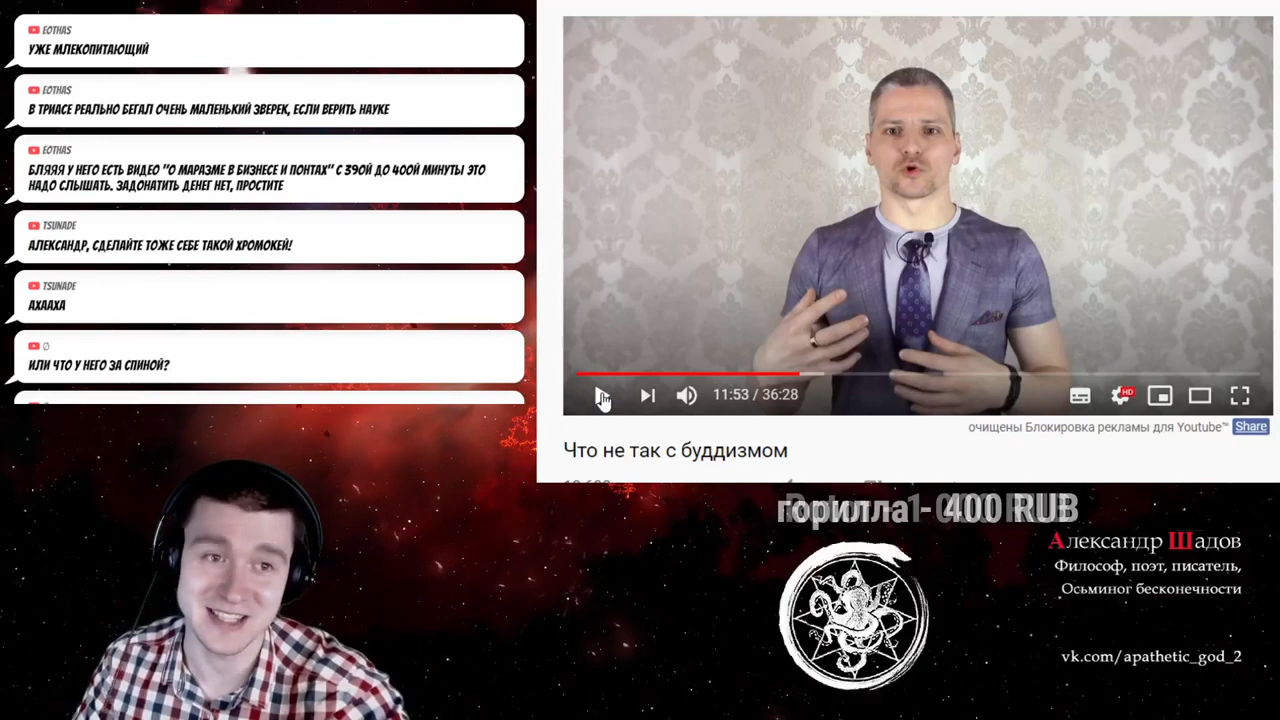 EOTHAS
УЖЕ МЛЕКОПИТАЮЩИЙ
EOTHAS
В ТРИАСЕ РЕАЛЬНО БЕГАЛ ОЧЕНЬ МАЛЕНЬКИЙ ЗВЕРЕК, ЕСЛИ ВЕРИТЬ НАУКЕ
EOTHAS
БЛЯЯЯ У НЕГО ЕСТЬ ВИДЕО "О МАРАЗМЕ В БИЗНЕСЕ И ПОНТАХ" С 39ОЙ ДО 40ОЙ МИНУТЫ ЭТО
НАДО СЛЫШАТЬ. ЗАДОНАТИТЬ ДЕНЕГ НЕТ, ПРОСТИТЕ
TSUNADE
АЛЕКСАНДР, СДЕЛАЙТЕ ТОЖЕ СЕБЕ ТАКОЙ ХРОМОКЕЙ!
TSUNADE
АХААХА
∅
ИЛИ ЧТО У НЕГО ЗА СПИНОЙ?
HD
11:53 / 36:28
очищены Блокировка рекламы для Youtube™ Share
Что не так с буддизмом
горилла - 400 RUB
Александр Шадов
Философ, поэт, писатель,
Осьминог бесконечности
vk.com/apathetic_god_2